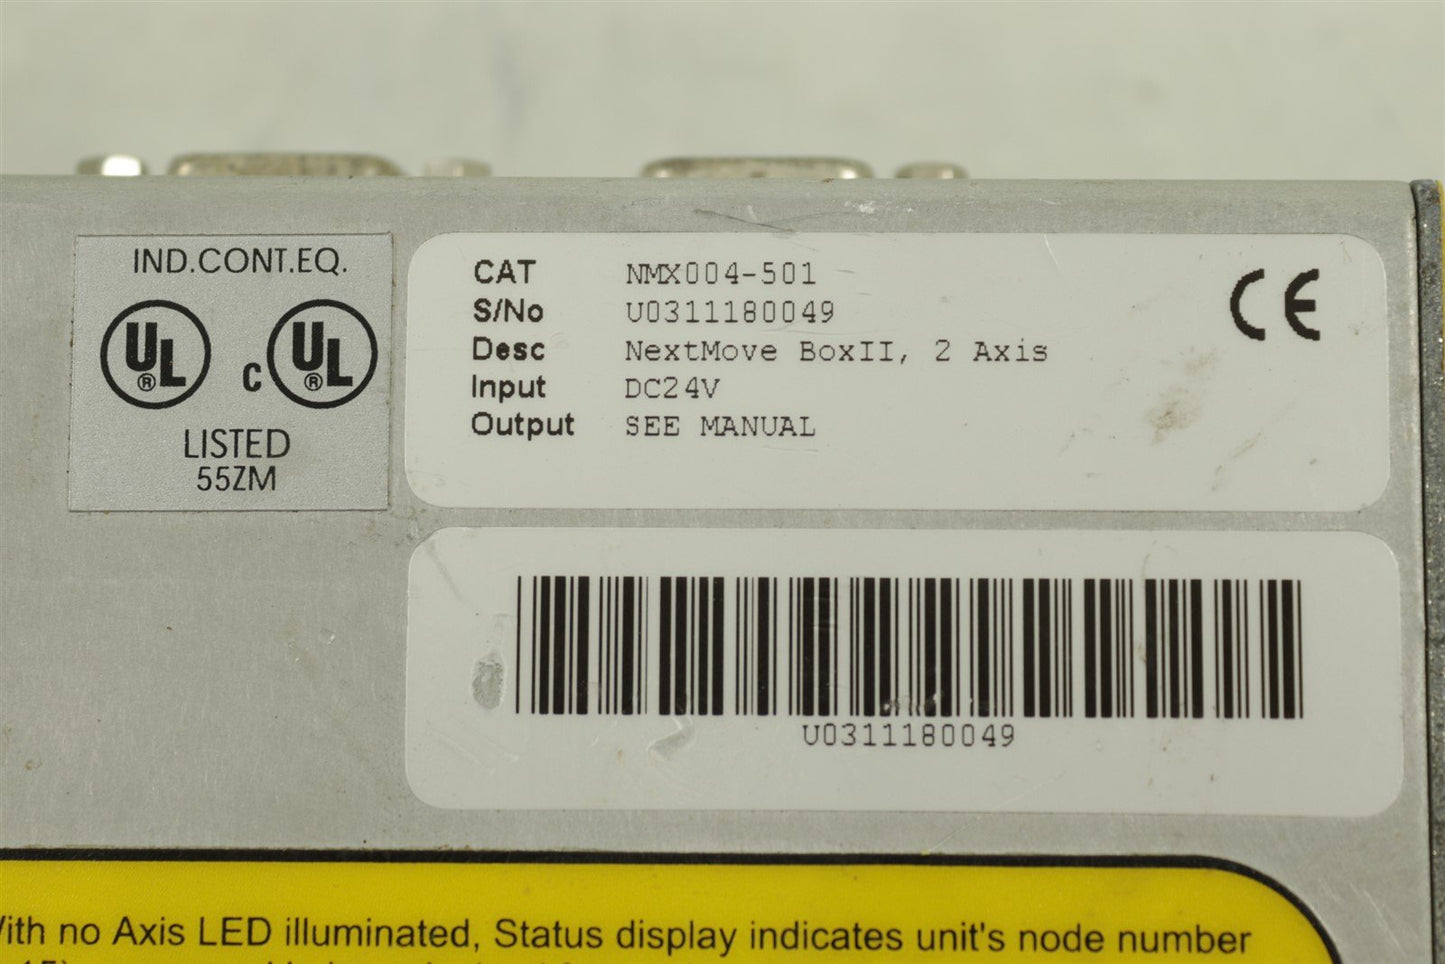 IND.CONT.EQ.
UL ® C UL ®
LISTED
55ZM
CAT NMX004-501
S/No U0311180049
Desc NextMove BoxII, 2 Axis
Input DC24V
Output SEE MANUAL
CE
U0311180049
With no Axis LED illuminated, Status display indicates unit's node number